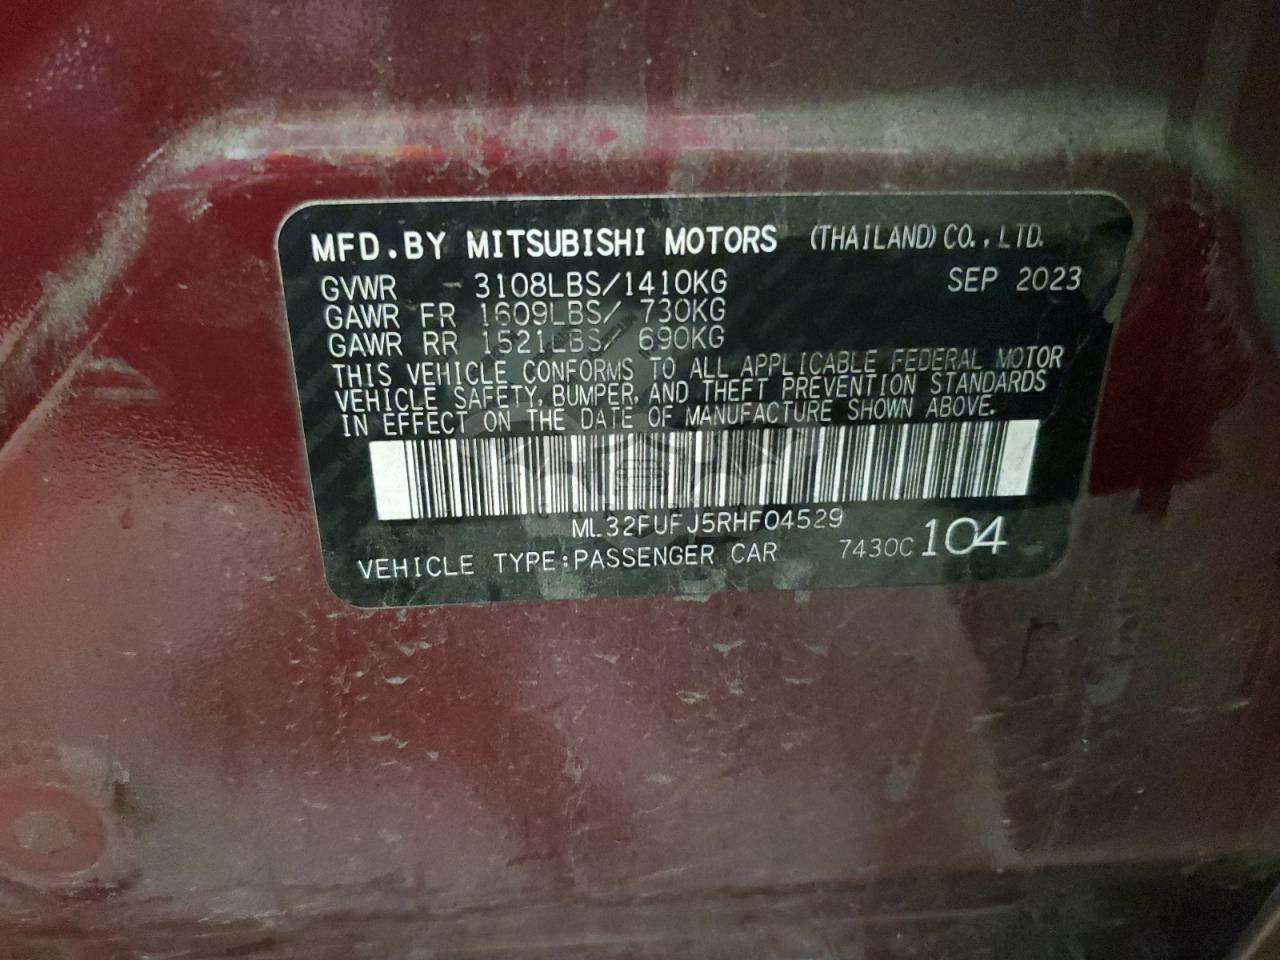 MFD.BY MITSUBISHI MOTORS (THAILAND) CO.,LTD.
GVWR - 3108LBS/1410KG SEP 2023
GAWR FR 1609LBS/ 730KG
GAWR RR 1521LBS/ 690KG
THIS VEHICLE CONFORMS TO ALL APPLICABLE FEDERAL MOTOR
VEHICLE SAFETY, BUMPER, AND THEFT PREVENTION STANDARDS
IN EFFECT ON THE DATE OF MANUFACTURE SHOWN ABOVE.
ML32FUFJ5RHF04529
VEHICLE TYPE:PASSENGER CAR 7430C 104